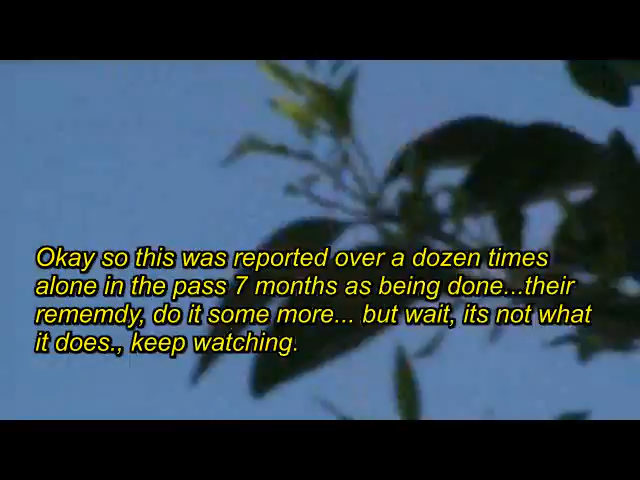 Okay so this was reported over a dozen times
alone in the pass 7 months as being done...their
rememdy, do it some more... but wait, its not what
it does., keep watching.